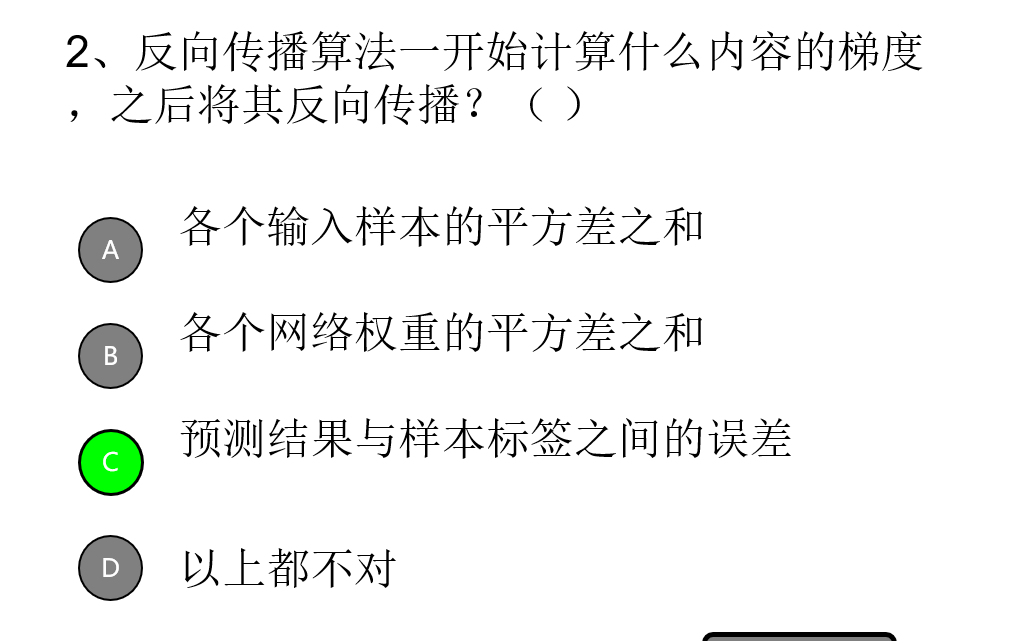 2、反向传播算法一开始计算什么内容的梯度
，之后将其反向传播？（ ）
A 各个输入样本的平方差之和
B 各个网络权重的平方差之和
C 预测结果与样本标签之间的误差
D 以上都不对